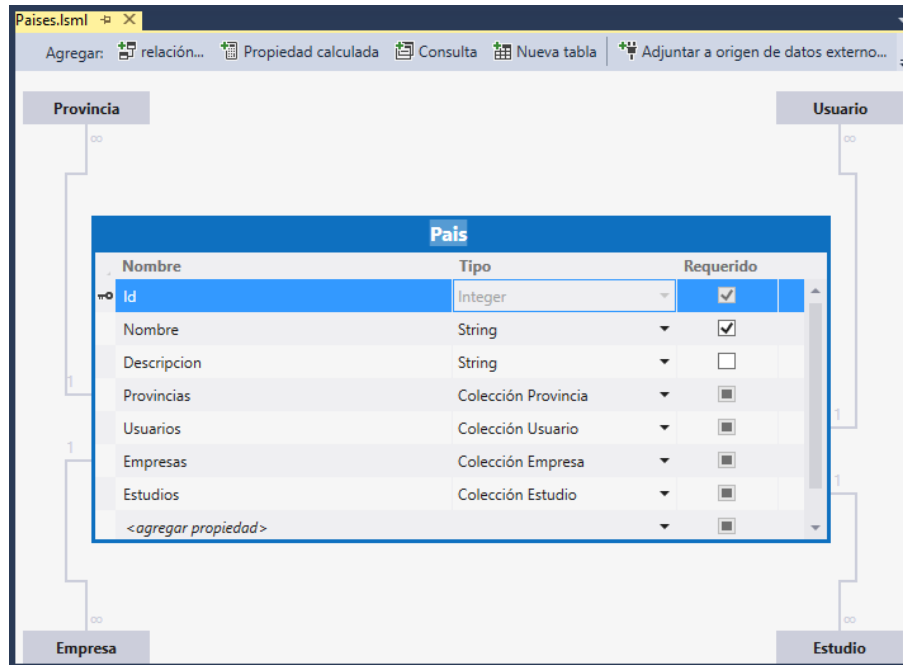 Paises.lsml
Agregar: relación... Propiedad calculada Consulta Nueva tabla Adjuntar a origen de datos externo...
Provincia Usuario
∞ ∞
Pais
Nombre Tipo Requerido
Id Integer
Nombre String
Descripcion String
1 Provincias Colección Provincia
Usuarios Colección Usuario 1
1 Empresas Colección Empresa
Estudios Colección Estudio 1
<agregar propiedad>
∞ ∞
Empresa Estudio